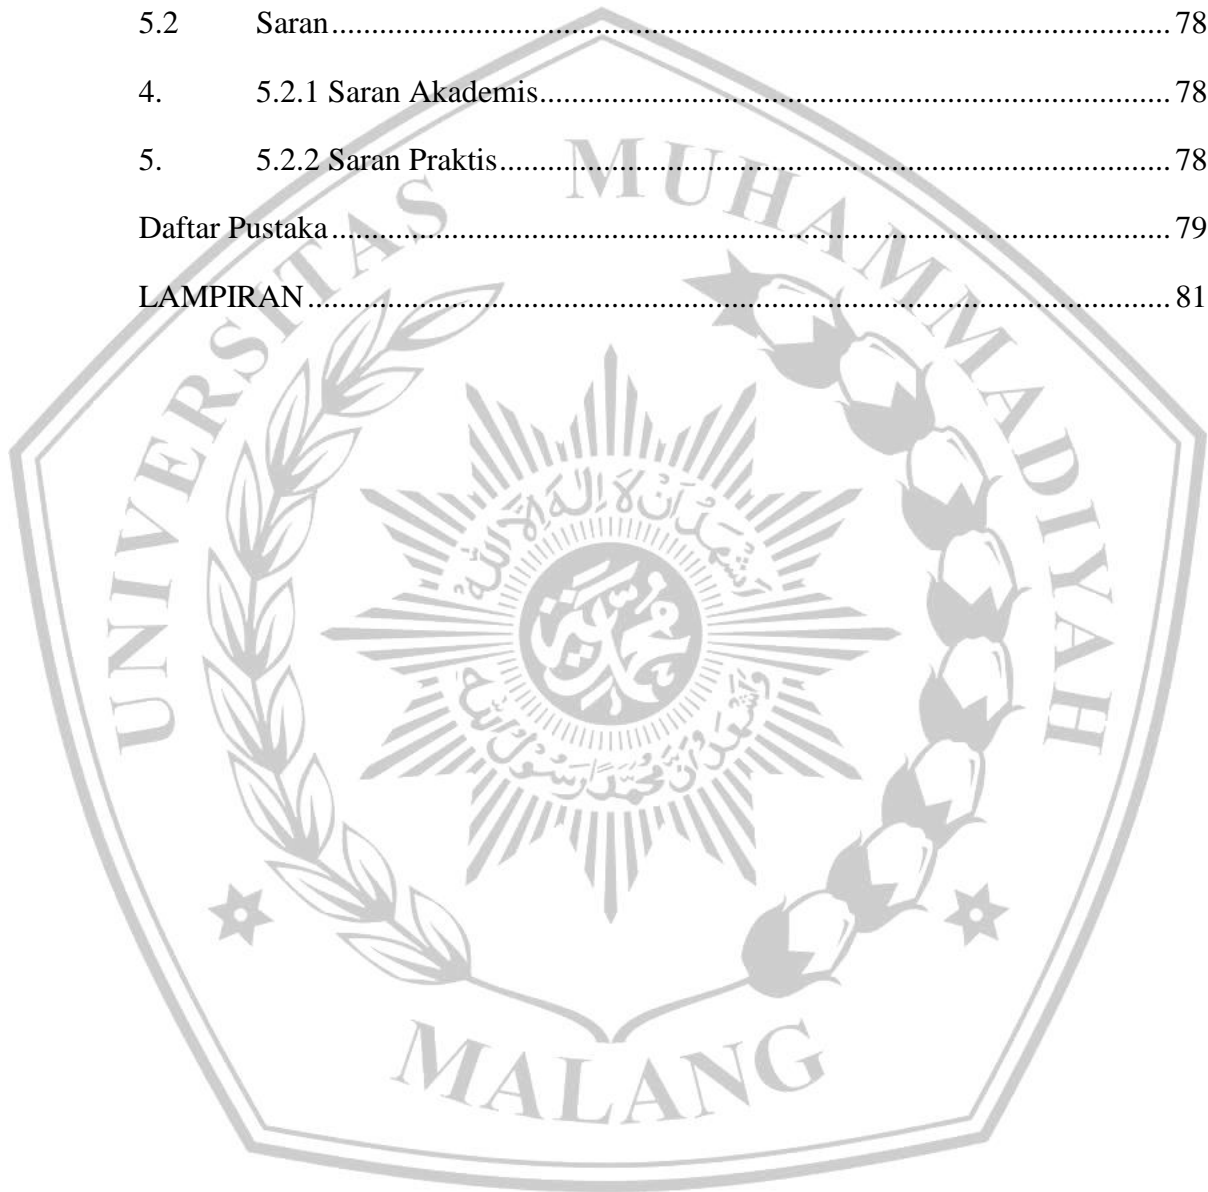 5.2 Saran........................................................................................................ 78
4. 5.2.1 Saran Akademis.............................................................................. 78
5. 5.2.2 Saran Praktis................................................................................... 78
Daftar Pustaka........................................................................................................ 79
LAMPIRAN........................................................................................................... 81
UNIVERSITAS MUHAMMADIYAH
MALANG